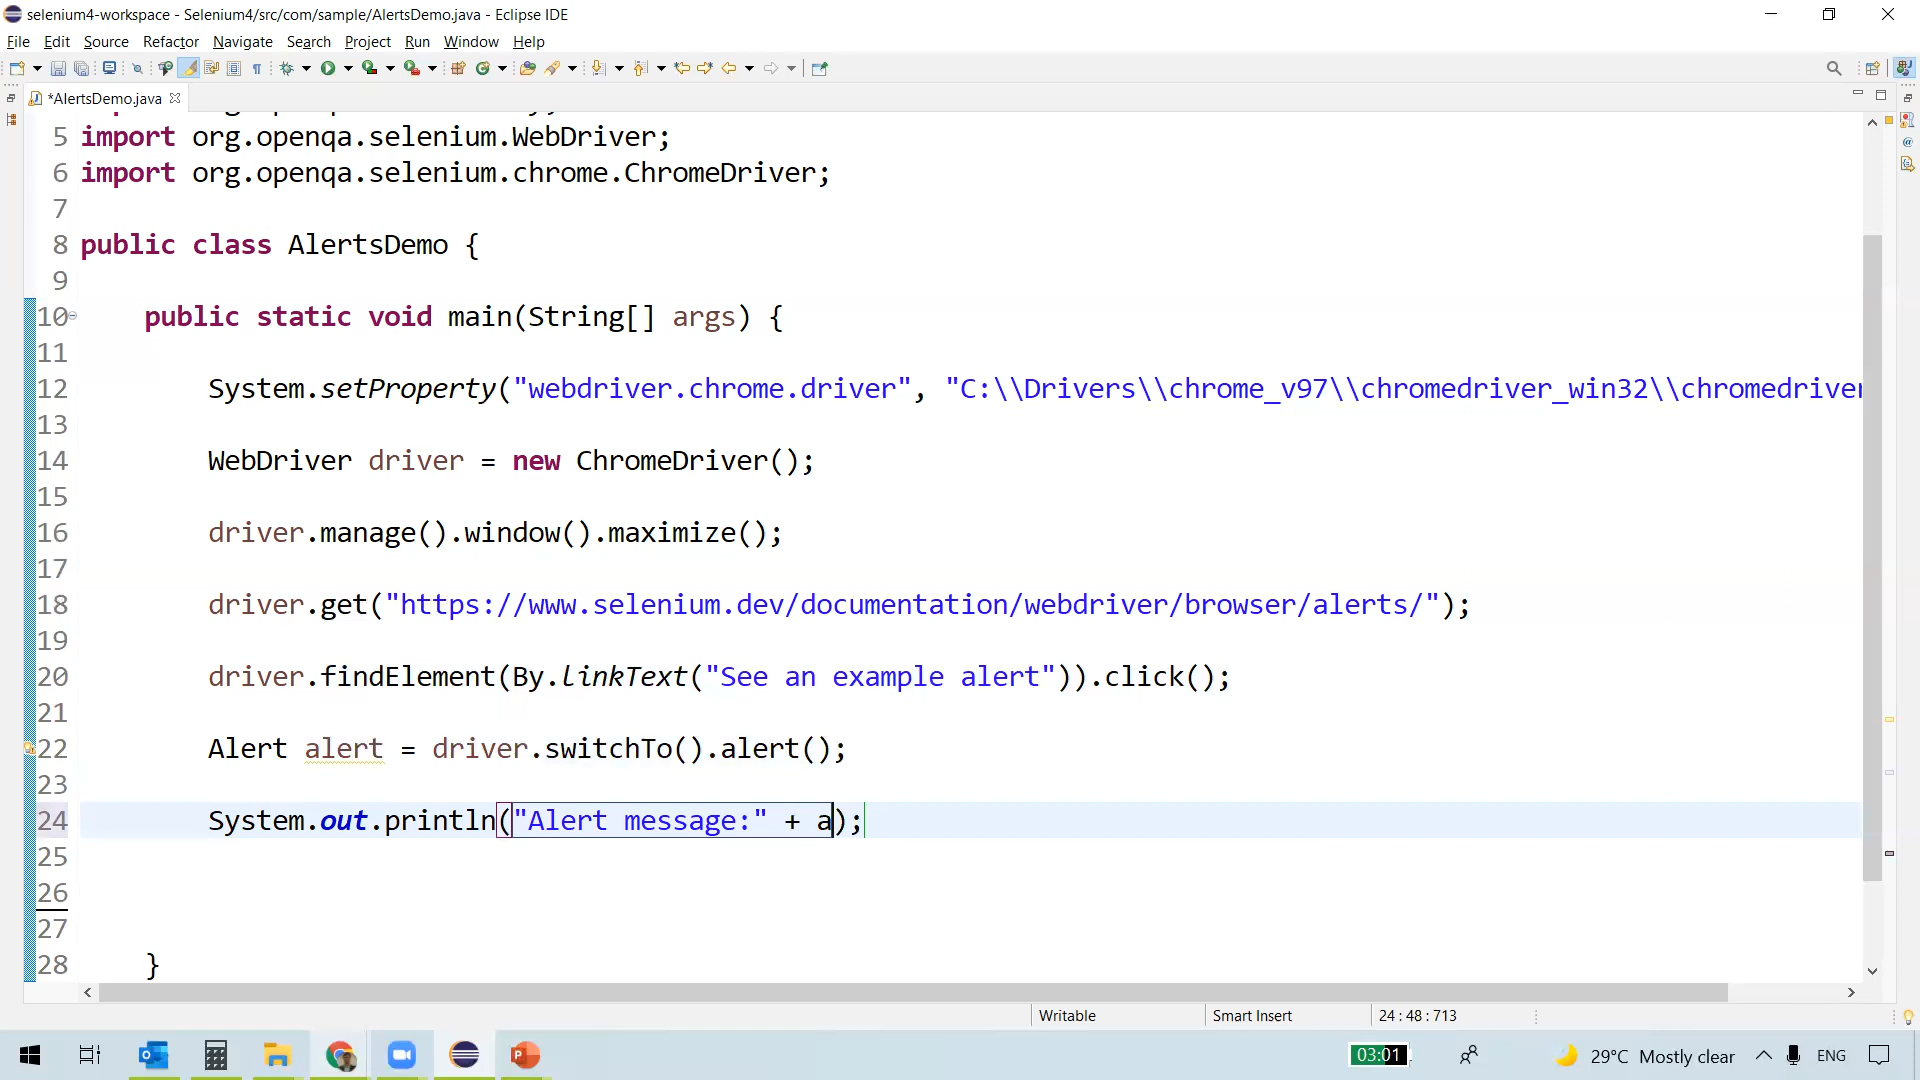 selenium4-workspace - Selenium4/src/com/sample/AlertsDemo.java - Eclipse IDE
File Edit Source Refactor Navigate Search Project Run Window Help
*AlertsDemo.java
5 import org.openqa.selenium.WebDriver;
6 import org.openqa.selenium.chrome.ChromeDriver;
7
8 public class AlertsDemo {
9
10 public static void main(String[] args) {
11
12 System.setProperty("webdriver.chrome.driver", "C:\\Drivers\\chrome_v97\\chromedriver_win32\\chromedriver
13
14 WebDriver driver = new ChromeDriver();
15
16 driver.manage().window().maximize();
17
18 driver.get("https://www.selenium.dev/documentation/webdriver/browser/alerts/");
19
20 driver.findElement(By.linkText("See an example alert")).click();
21
22 Alert alert = driver.switchTo().alert();
23
24 System.out.println("Alert message:" + a);
25
26
27
28 }
Writable Smart Insert 24 : 48 : 713
03:01 29°C Mostly clear ENG